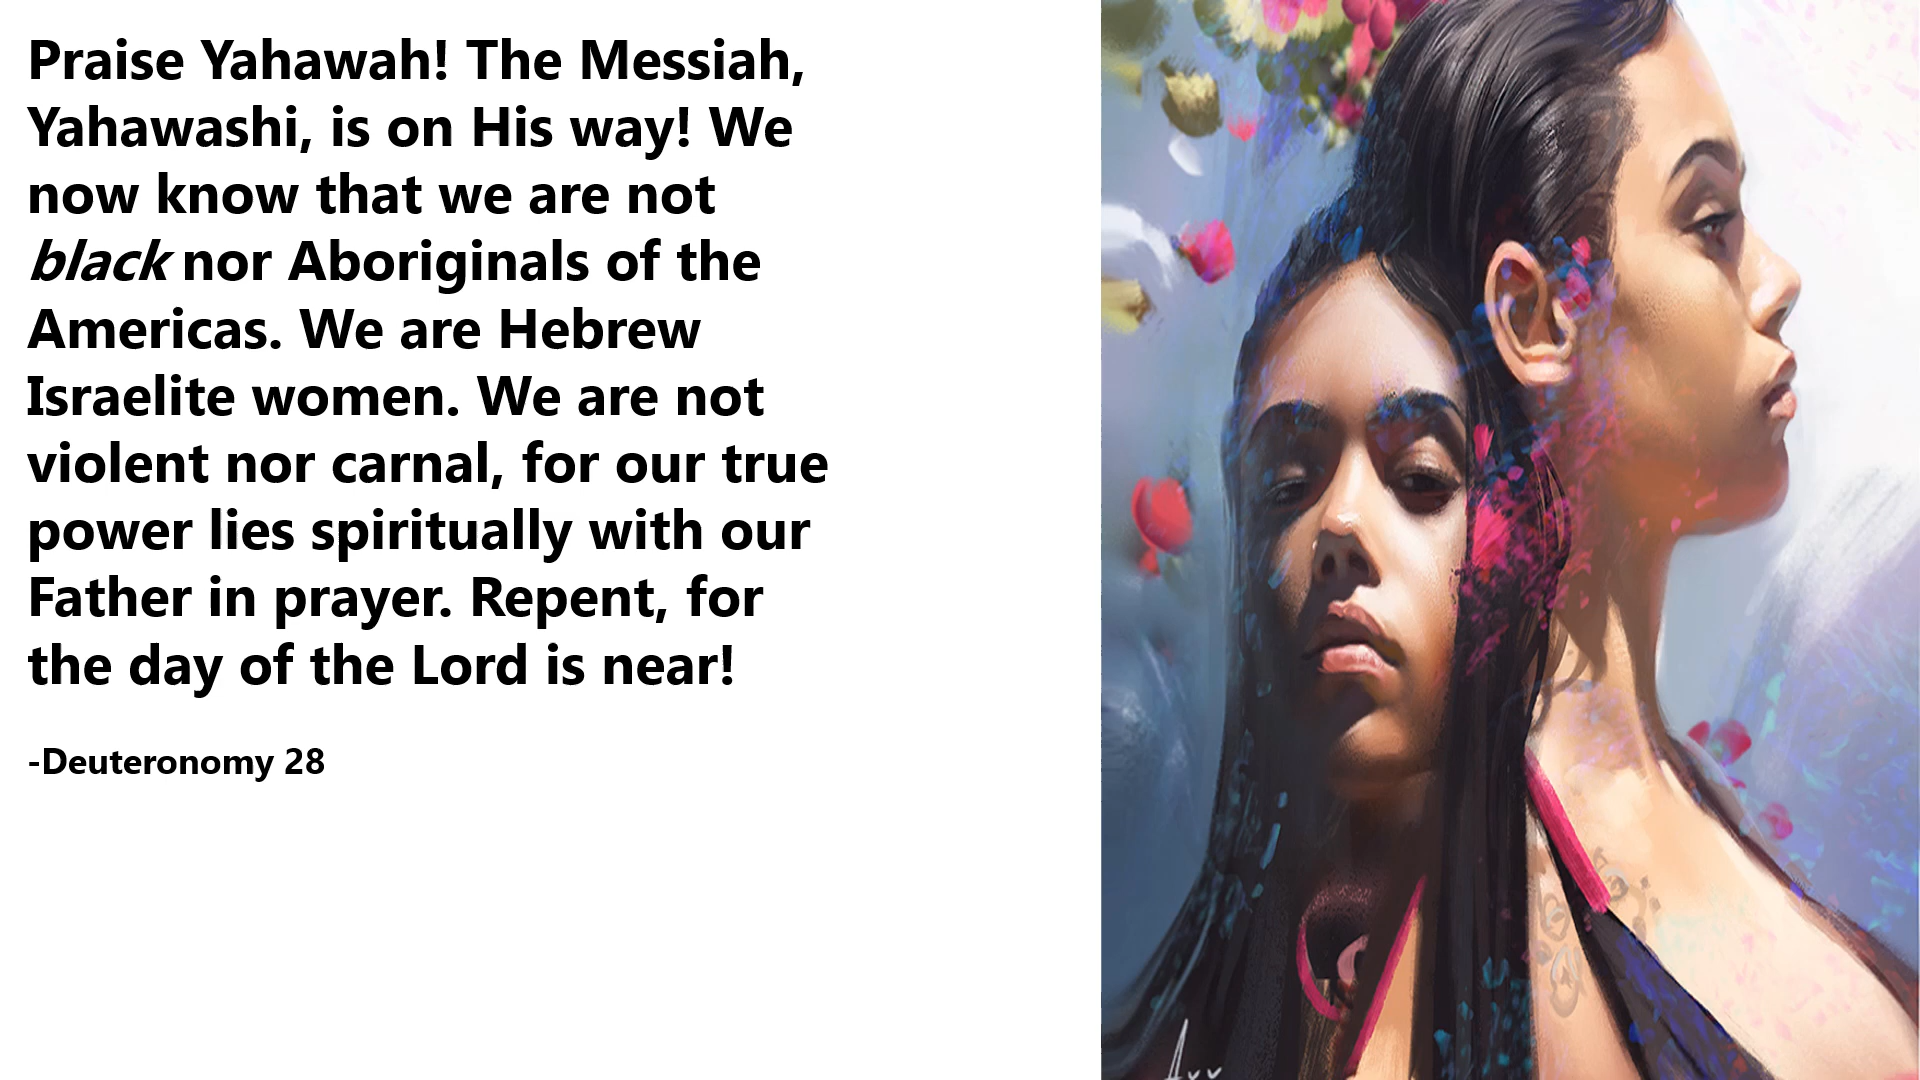 Praise Yahawah! The Messiah,
Yahawashi, is on His way! We
now know that we are not
black nor Aboriginals of the
Americas. We are Hebrew
Israelite women. We are not
violent nor carnal, for our true
power lies spiritually with our
Father in prayer. Repent, for
the day of the Lord is near!
-Deuteronomy 28